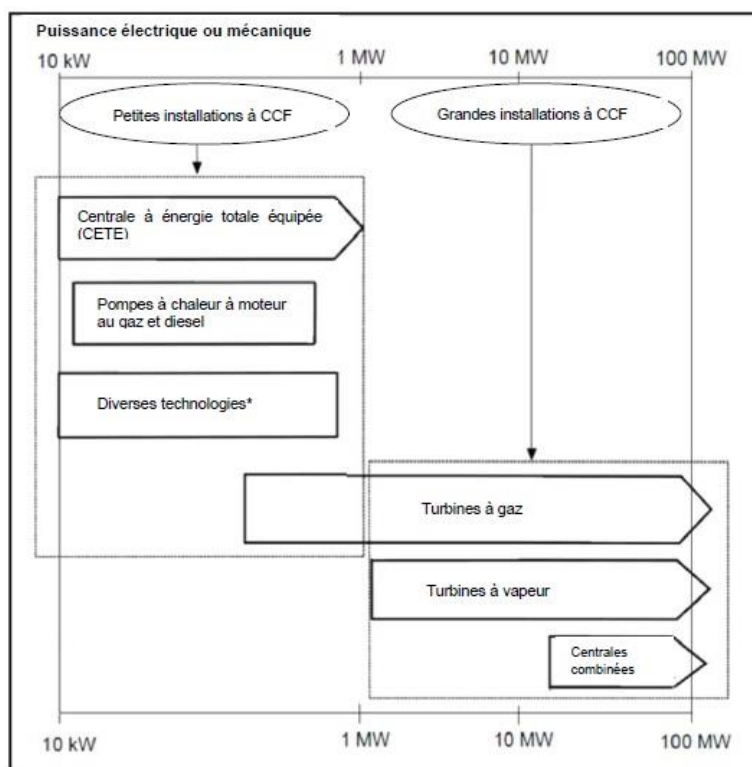 Puissance électrique ou mécanique
10 kW 1 MW 10 MW 100 MW
Petites installations à CCF
Grandes installations à CCF
Centrale à énergie totale équipée
(CETE)
Pompes à chaleur à moteur
au gaz et diesel
Diverses technologies*
Turbines à gaz
Turbines à vapeur
Centrales
combinées
10 kW 1 MW 10 MW 100 MW